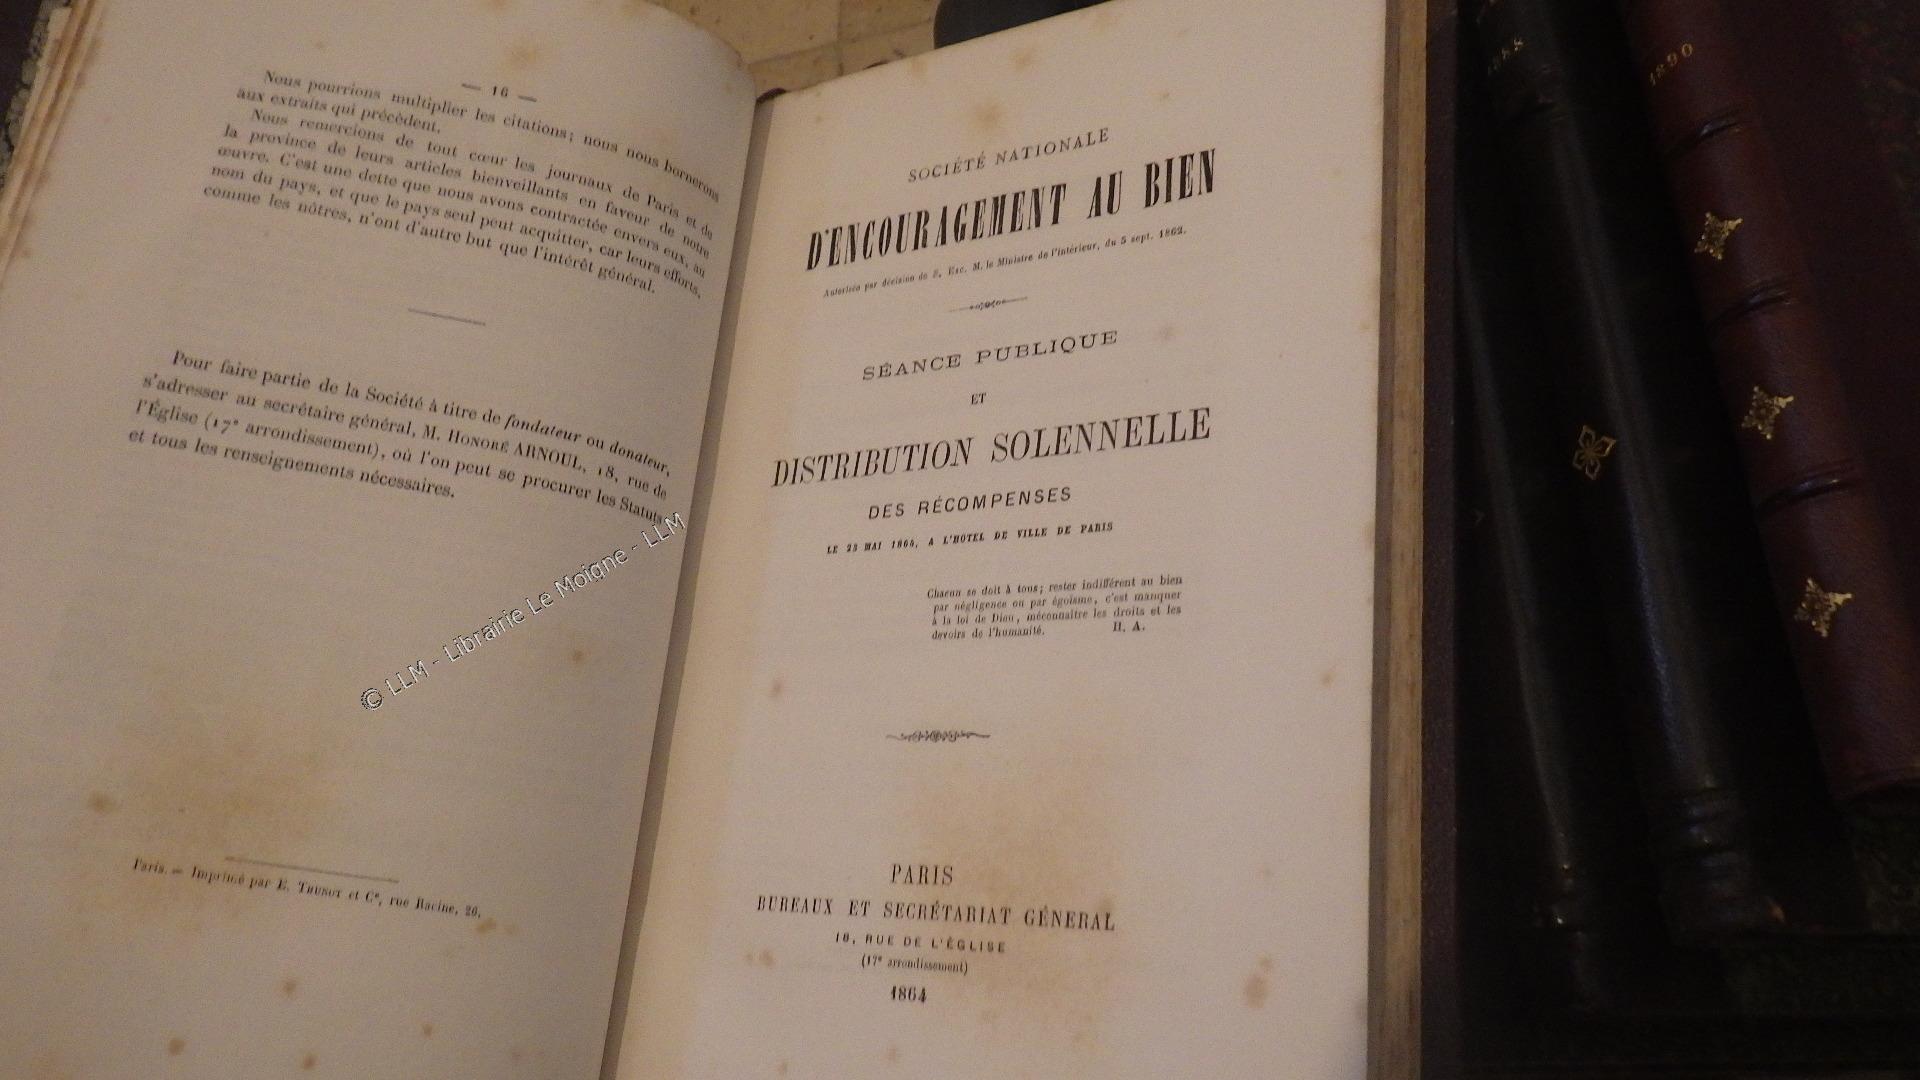 — 16 —
Nous pourrions multiplier les citations; nous nous bornerons
aux extraits qui précèdent.
Nous remercions de tout cœur les journaux de Paris et de
la province de leurs articles bienveillants en faveur de notre
œuvre. C'est une dette que nous avons contractée envers eux, au
nom du pays, et que le pays seul peut acquitter, car leurs efforts,
comme les nôtres, n'ont d'autre but que l'intérêt général.
Pour faire partie de la Société à titre de fondateur ou donateur,
s'adresser au secrétaire général, M. HONORÉ ARNOUL, 18, rue de
l'Église (17e arrondissement), où l'on peut se procurer les Statuts
et tous les renseignements nécessaires.
Paris. — Imprimé par E. THUNOT et Ce, rue Racine, 26.
© LLM - Librairie Le Moigne - LLM
SOCIÉTÉ NATIONALE
D'ENCOURAGEMENT AU BIEN
Autorisée par décision de S. Exc. M. le Ministre de l'intérieur, du 5 sept. 1862.
SÉANCE PUBLIQUE
ET
DISTRIBUTION SOLENNELLE
DES RÉCOMPENSES
LE 23 MAI 1864, A L'HÔTEL DE VILLE DE PARIS
Chacun se doit à tous; rester indifférent au bien
par négligence ou par égoïsme, c'est manquer
à la loi de Dieu, méconnaître les droits et les
devoirs de l'humanité. H. A.
PARIS
BUREAUX ET SECRÉTARIAT GÉNÉRAL
18, RUE DE L'ÉGLISE
(17e arrondissement)
1864
1888
1890